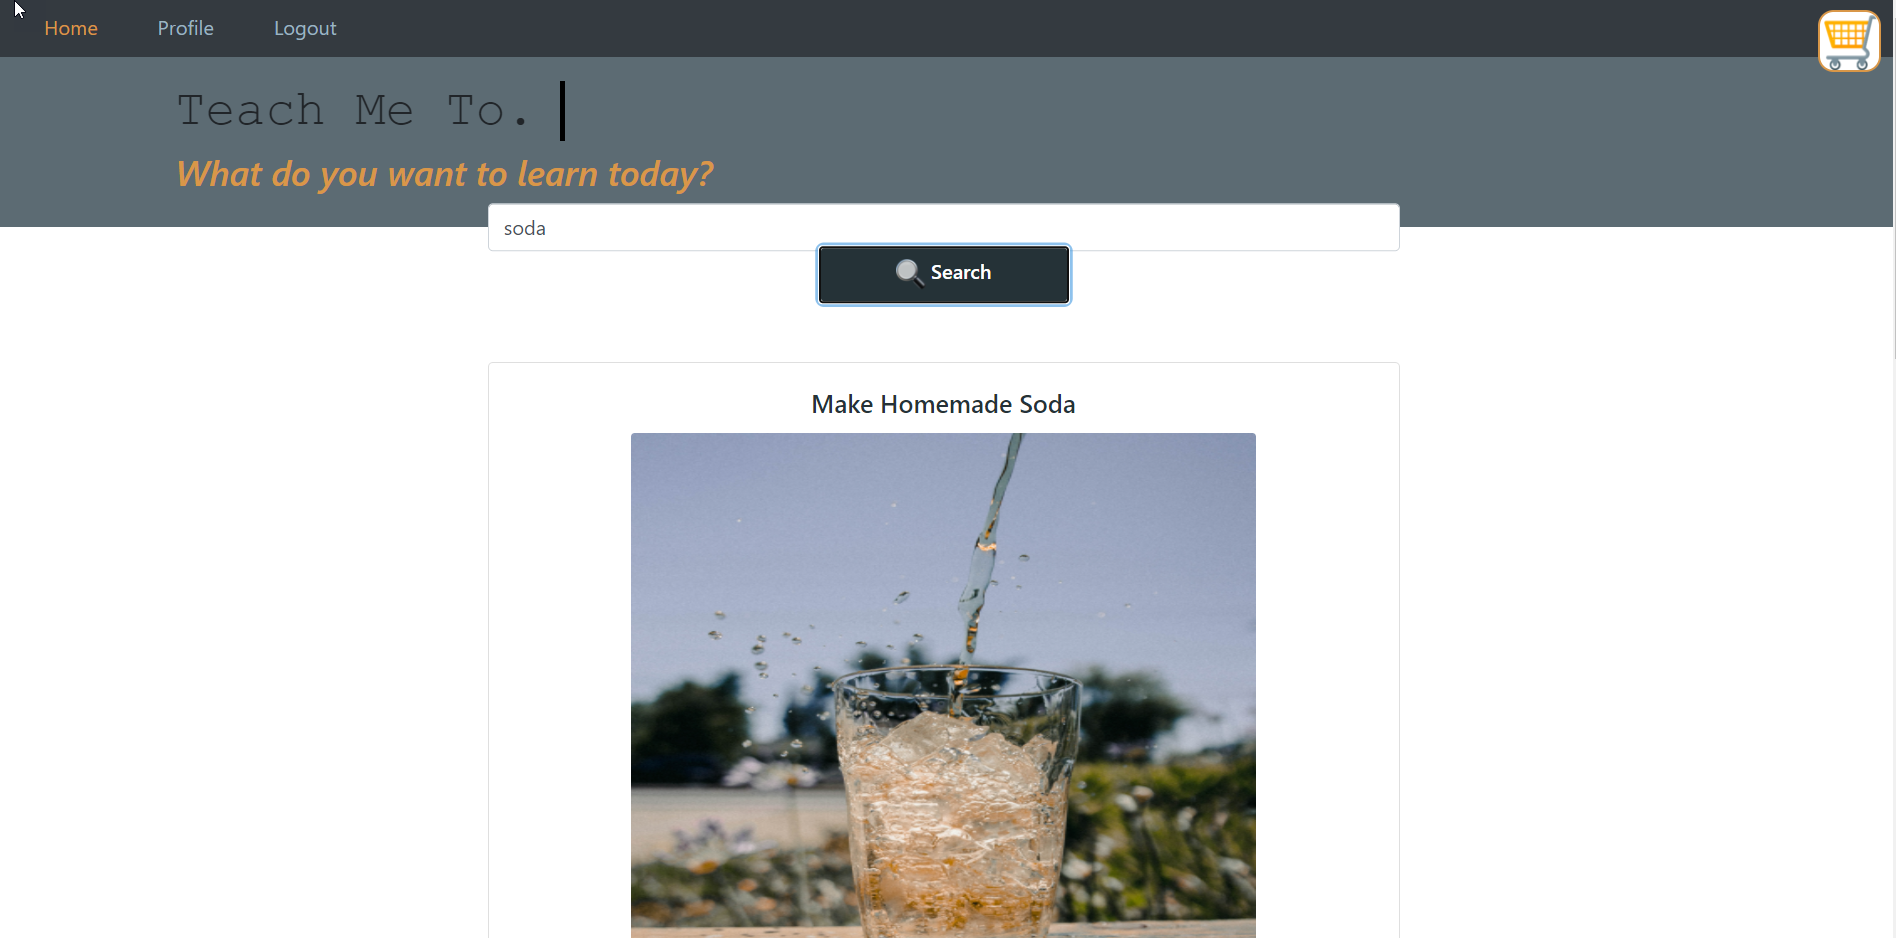 Home Profile Logout
Teach Me To.
What do you want to learn today?
soda
Search
Make Homemade Soda